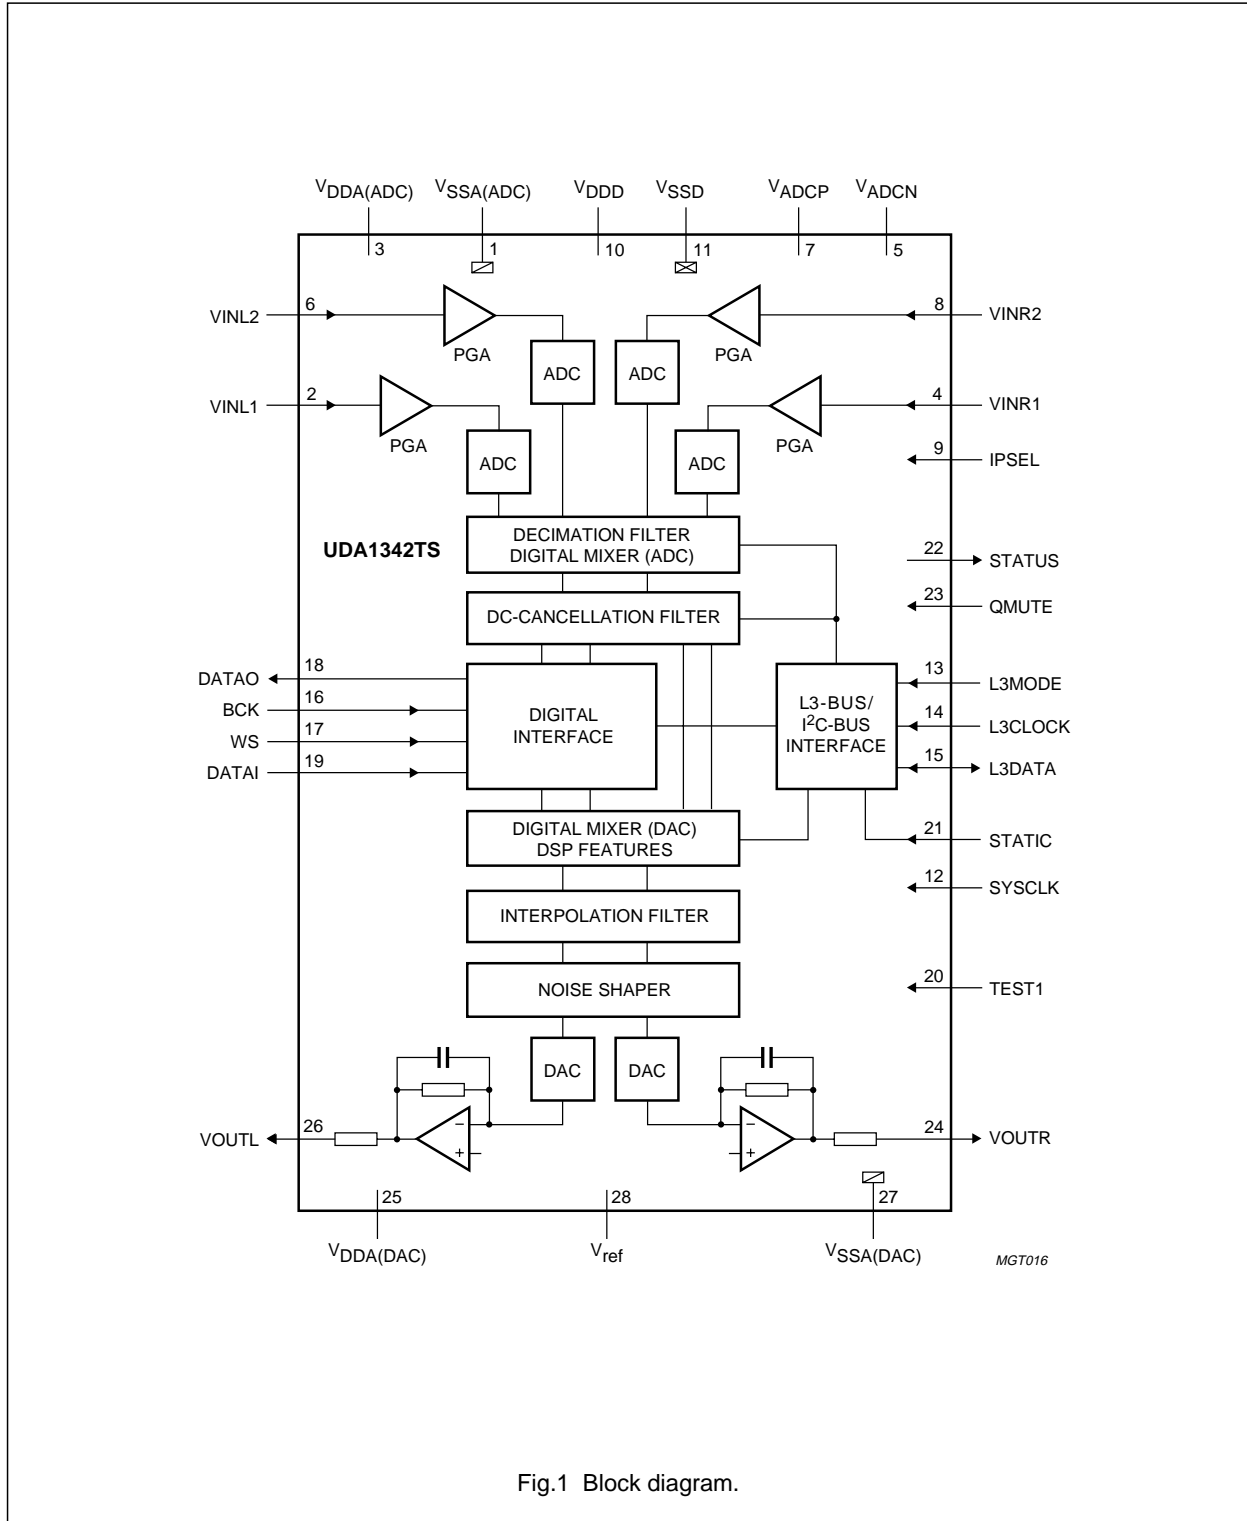 VDDA(ADC) VSSA(ADC) VDDD VSSD VADCP VADCN
3 1 10 11 7 5
VINL2 6 8 VINR2
PGA PGA
ADC ADC
VINL1 2 4 VINR1
PGA PGA
ADC ADC
9 IPSEL
UDA1342TS
DECIMATION FILTER
DIGITAL MIXER (ADC)
22 STATUS
23 QMUTE
DC-CANCELLATION FILTER
DATAO 18
BCK 16
WS 17
DATAI 19
DIGITAL
INTERFACE
L3-BUS/
I2C-BUS
INTERFACE
13 L3MODE
14 L3CLOCK
15 L3DATA
DIGITAL MIXER (DAC)
DSP FEATURES
21 STATIC
12 SYSCLK
INTERPOLATION FILTER
NOISE SHAPER
20 TEST1
DAC DAC
VOUTL 26 − + − + 24 VOUTR
25 28 27
VDDA(DAC) Vref VSSA(DAC)
MGT016
Fig.1 Block diagram.